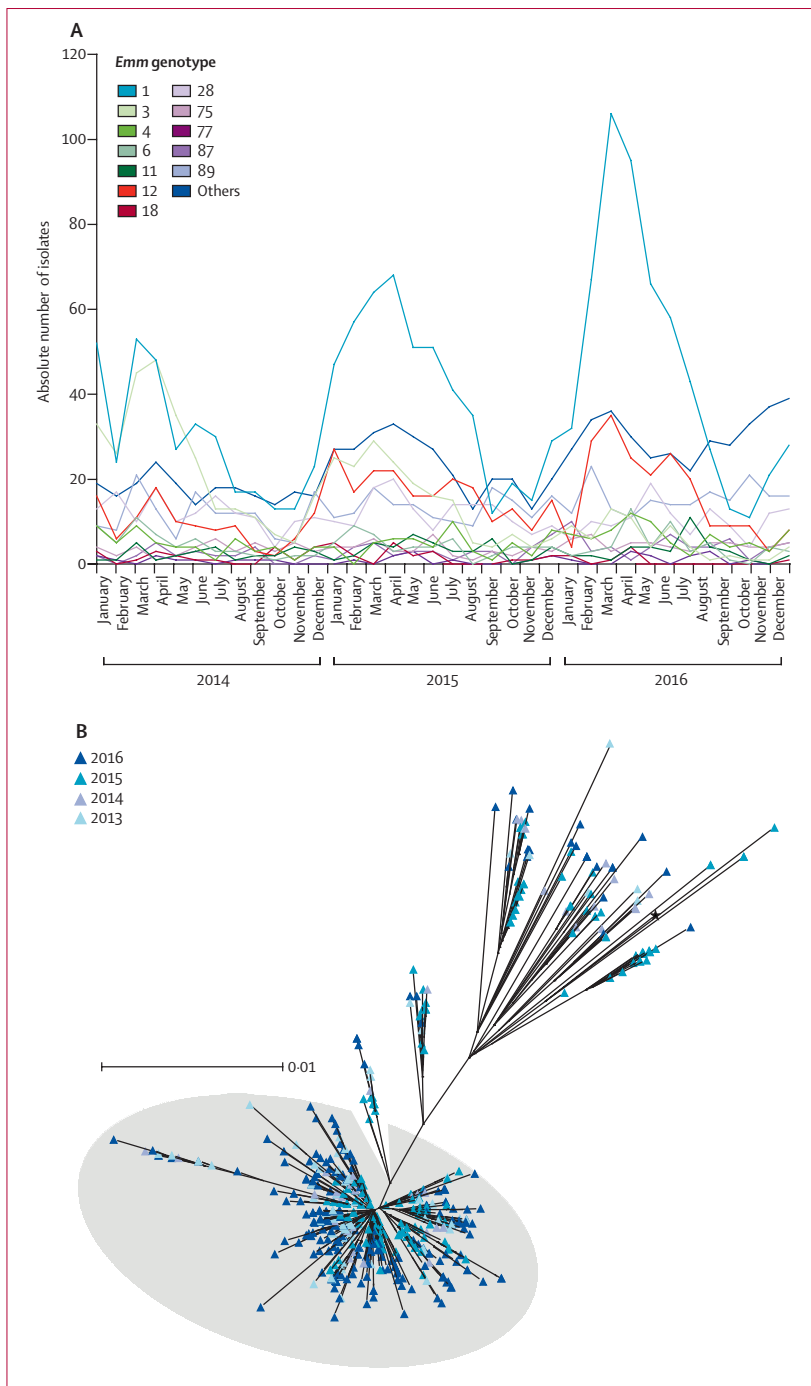 A
Emm genotype
1
3
4
6
11
12
18
28
75
77
87
89
Others
Absolute number of isolates
120
100
80
60
40
20
0
January
February
March
April
May
June
July
August
September
October
November
December
January
February
March
April
May
June
July
August
September
October
November
December
January
February
March
April
May
June
July
August
September
October
November
December
2014
2015
2016
B
2016
2015
2014
2013
0·01